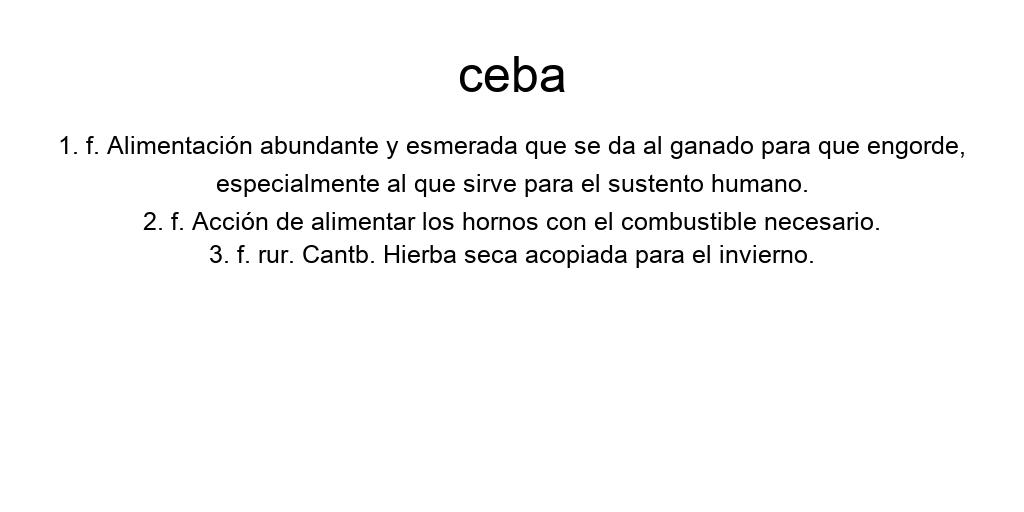 ceba
1. f. Alimentación abundante y esmerada que se da al ganado para que engorde,
especialmente al que sirve para el sustento humano.
2. f. Acción de alimentar los hornos con el combustible necesario.
3. f. rur. Cantb. Hierba seca acopiada para el invierno.